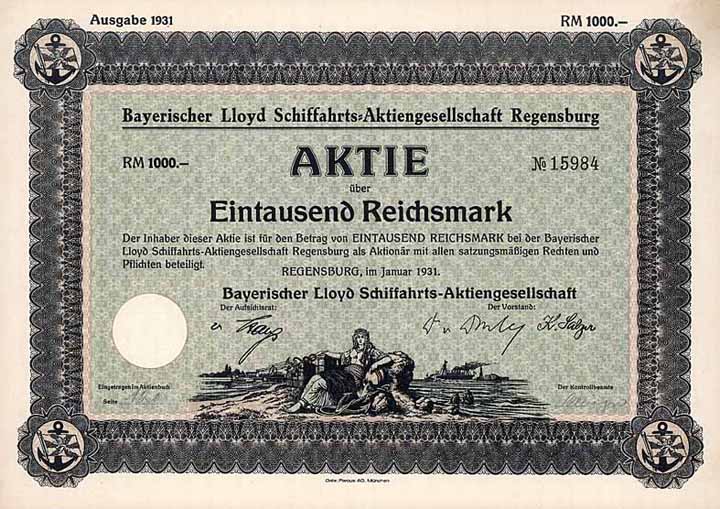 Ausgabe 1931
RM 1000.–
Bayerischer Lloyd Schiffahrts=Aktiengesellschaft Regensburg
RM 1000.–
AKTIE
№ 15984
über
Eintausend Reichsmark
Der Inhaber dieser Aktie ist für den Betrag von EINTAUSEND REICHSMARK bei der Bayerischer
Lloyd Schiffahrts-Aktiengesellschaft Regensburg als Aktionär mit allen satzungsmäßigen Rechten und
Pflichten beteiligt.
REGENSBURG, im Januar 1931.
Bayerischer Lloyd Schiffahrts-Aktiengesellschaft
Der Aufsichtsrat:
Der Vorstand:
K. Salzer
Eingetragen im Aktienbuch
Seite
Der Kontrollbeamte
München